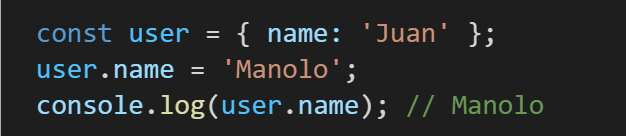 const user = { name: 'Juan' };
user.name = 'Manolo';
console.log(user.name); // Manolo